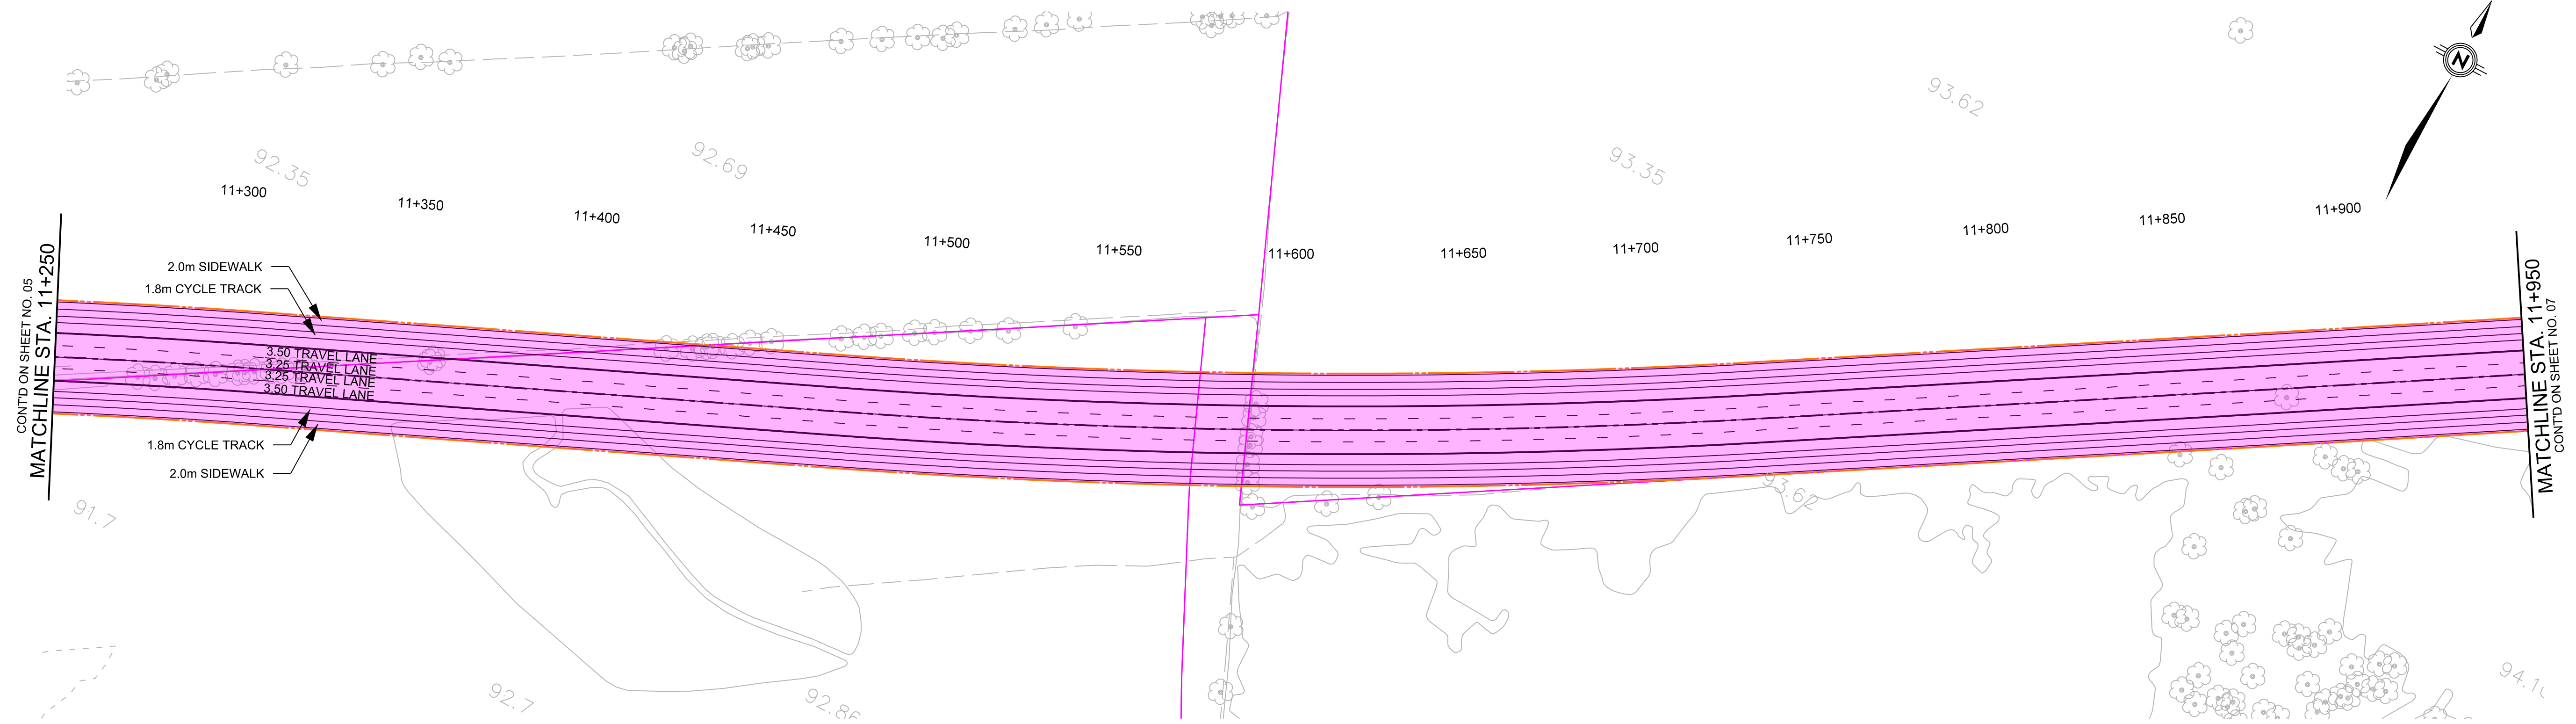 93.62
92.35
92.69
93.35
11+300
11+350
11+400
11+450
11+500
11+550
11+600
11+650
11+700
11+750
11+800
11+850
11+900
N
CONT'D ON SHEET NO. 05
MATCHLINE STA. 11+250
2.0m SIDEWALK
1.8m CYCLE TRACK
3.50 TRAVEL LANE
3.25 TRAVEL LANE
3.25 TRAVEL LANE
3.50 TRAVEL LANE
1.8m CYCLE TRACK
2.0m SIDEWALK
MATCHLINE STA. 11+950
CONT'D ON SHEET NO. 07
91.7
93.62
92.7
92.86